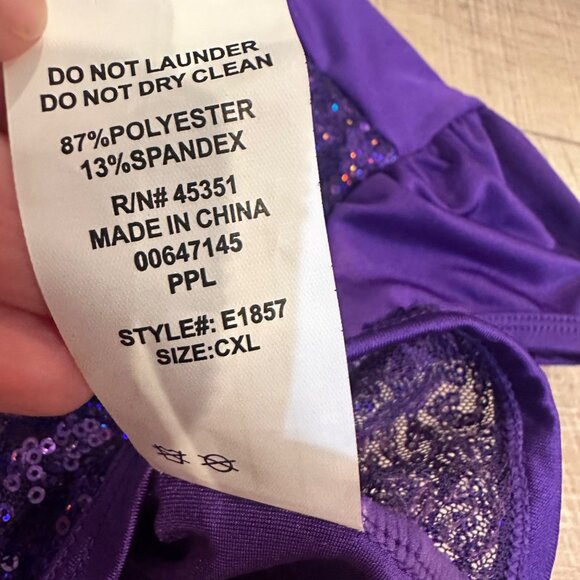 DO NOT LAUNDER
DO NOT DRY CLEAN
87%POLYESTER
13%SPANDEX
R/N# 45351
MADE IN CHINA
00647145
PPL
STYLE#: E1857
SIZE:CXL